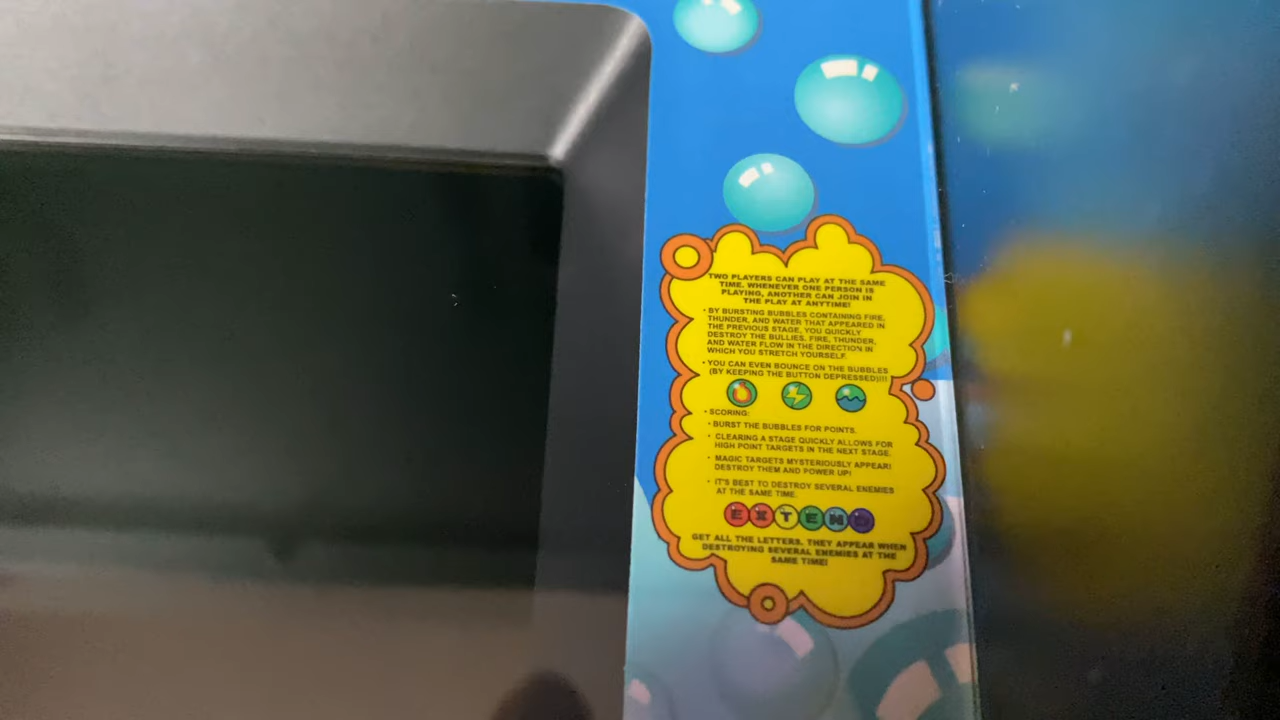 TWO PLAYERS CAN PLAY AT THE SAME
TIME. WHENEVER ONE PERSON IS
PLAYING, ANOTHER CAN JOIN IN
THE PLAY AT ANYTIME!
• BY BURSTING BUBBLES CONTAINING FIRE,
THUNDER, AND WATER THAT APPEARED IN
THE PREVIOUS STAGE, YOU QUICKLY
DESTROY THE BULLIES. FIRE, THUNDER,
AND WATER FLOW IN THE DIRECTION IN
WHICH YOU STRETCH YOURSELF.
• YOU CAN EVEN BOUNCE ON THE BUBBLES
(BY KEEPING THE BUTTON DEPRESSED)!!!
• SCORING:
• BURST THE BUBBLES FOR POINTS.
• CLEARING A STAGE QUICKLY ALLOWS FOR
HIGH POINT TARGETS IN THE NEXT STAGE.
• MAGIC TARGETS MYSTERIOUSLY APPEAR!
DESTROY THEM AND POWER UP!
• IT'S BEST TO DESTROY SEVERAL ENEMIES
AT THE SAME TIME.
EXTEND
GET ALL THE LETTERS. THEY APPEAR WHEN
DESTROYING SEVERAL ENEMIES AT THE
SAME TIME!